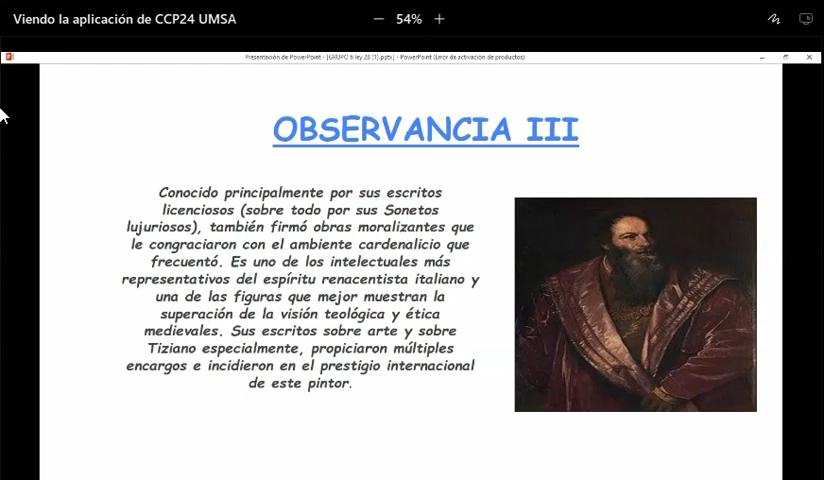 Viendo la aplicación de CCP24 UMSA
54%
Presentación de PowerPoint - [GRUPO 6 ley 28 (1).pptx] - PowerPoint (Error de activación de productos)
OBSERVANCIA III
Conocido principalmente por sus escritos
licenciosos (sobre todo por sus Sonetos
lujuriosos), también firmó obras moralizantes que
le congraciaron con el ambiente cardenalicio que
frecuentó. Es uno de los intelectuales más
representativos del espíritu renacentista italiano y
una de las figuras que mejor muestran la
superación de la visión teológica y ética
medievales. Sus escritos sobre arte y sobre
Tiziano especialmente, propiciaron múltiples
encargos e incidieron en el prestigio internacional
de este pintor.